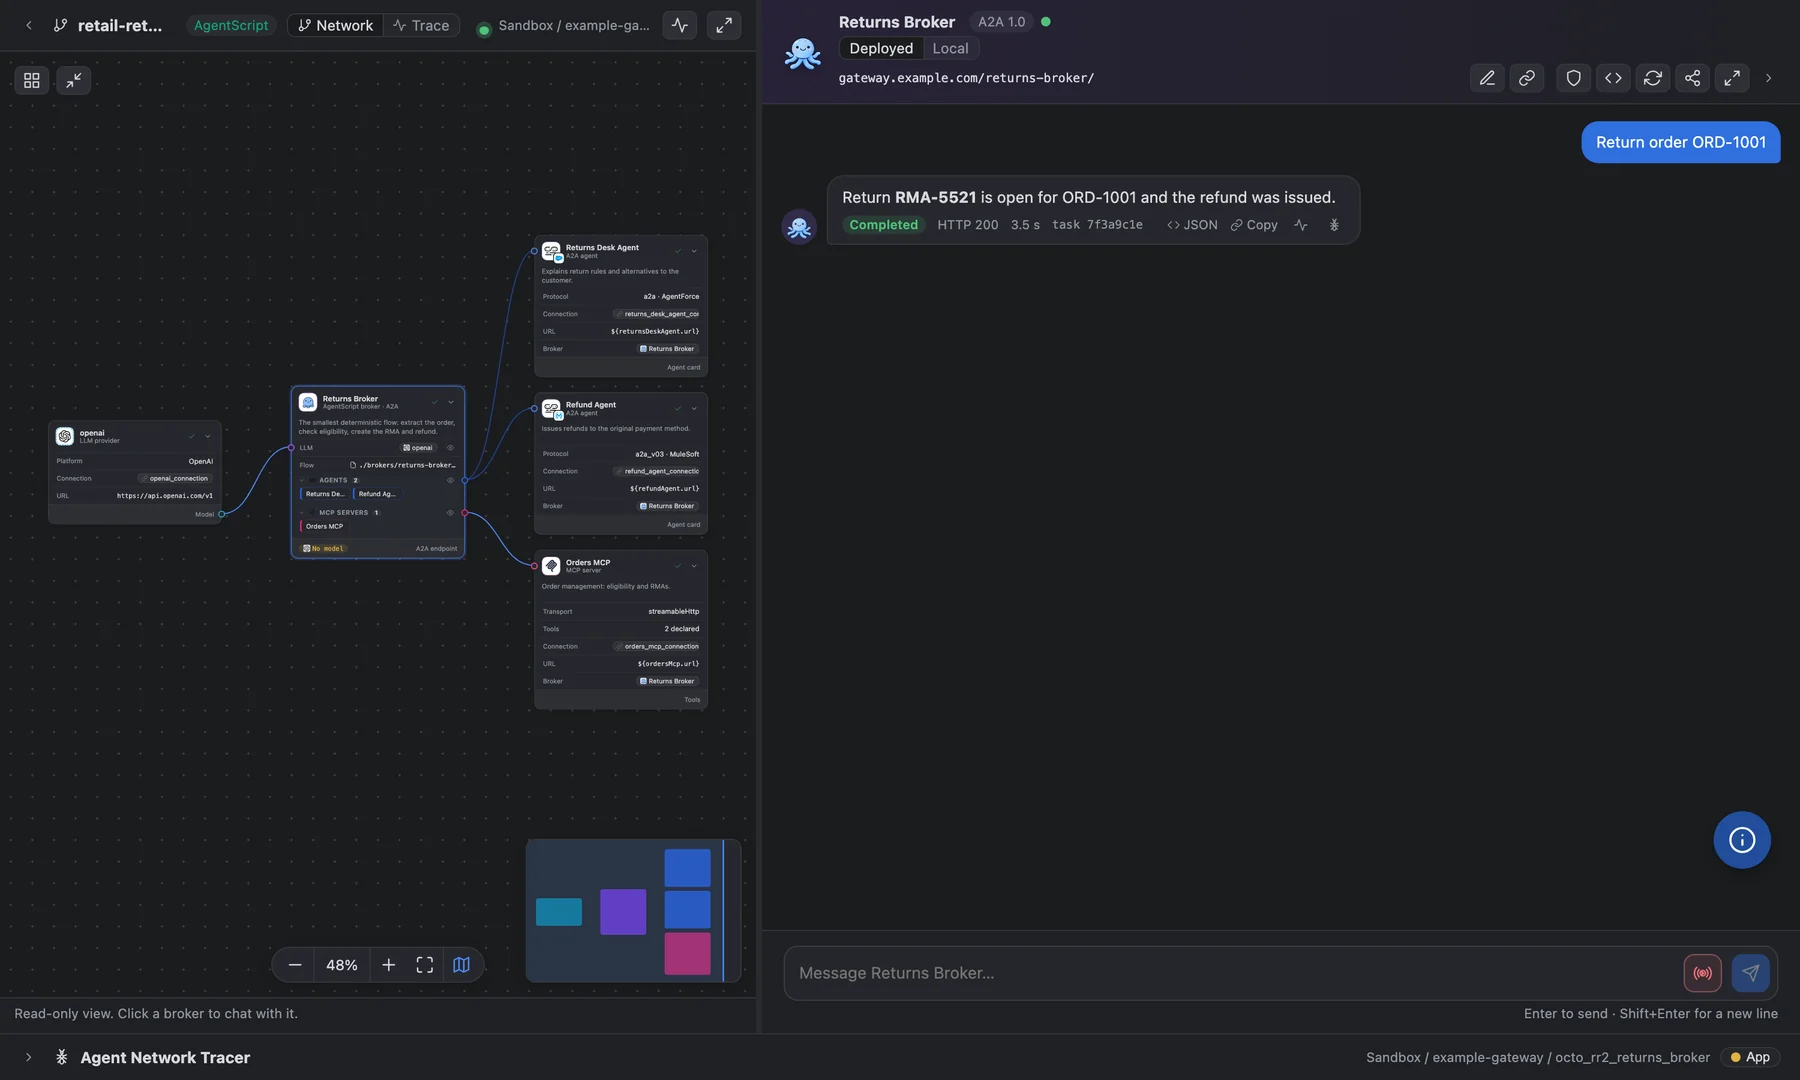 retail-ret...
AgentScript
Network
Trace
Sandbox / example-ga...
Returns Broker
A2A 1.0
Deployed
Local
gateway.example.com/returns-broker/
Return order ORD-1001
Return RMA-5521 is open for ORD-1001 and the refund was issued.
Completed HTTP 200 3.5 s task 7f3a9c1e JSON Copy
openai
LLM provider
Platform OpenAI
Connection openai_connection
URL https://api.openai.com/v1
Model
Returns Broker
AgentScript broker · A2A
The smallest deterministic flow: extract the order,
check eligibility, create the RMA and refund.
LLM openai
Flow ./brokers/returns-broker…
AGENTS 2
Returns De... Refund Ag...
MCP SERVERS 1
Orders MCP
No model A2A endpoint
Returns Desk Agent
A2A agent
Explains return rules and alternatives to the
customer.
Protocol a2a · AgentForce
Connection returns_desk_agent_con
URL ${returnsDeskAgent.url}
Broker Returns Broker
Agent card
Refund Agent
A2A agent
Issues refunds to the original payment method.
Protocol a2a_v03 · MuleSoft
Connection refund_agent_connectic
URL ${refundAgent.url}
Broker Returns Broker
Agent card
Orders MCP
MCP server
Order management: eligibility and RMAs.
Transport streamableHttp
Tools 2 declared
Connection orders_mcp_connection
URL ${ordersMcp.url}
Broker Returns Broker
Tools
48%
Read-only view. Click a broker to chat with it.
Message Returns Broker...
Enter to send · Shift+Enter for a new line
Agent Network Tracer
Sandbox / example-gateway / octo_rr2_returns_broker
App